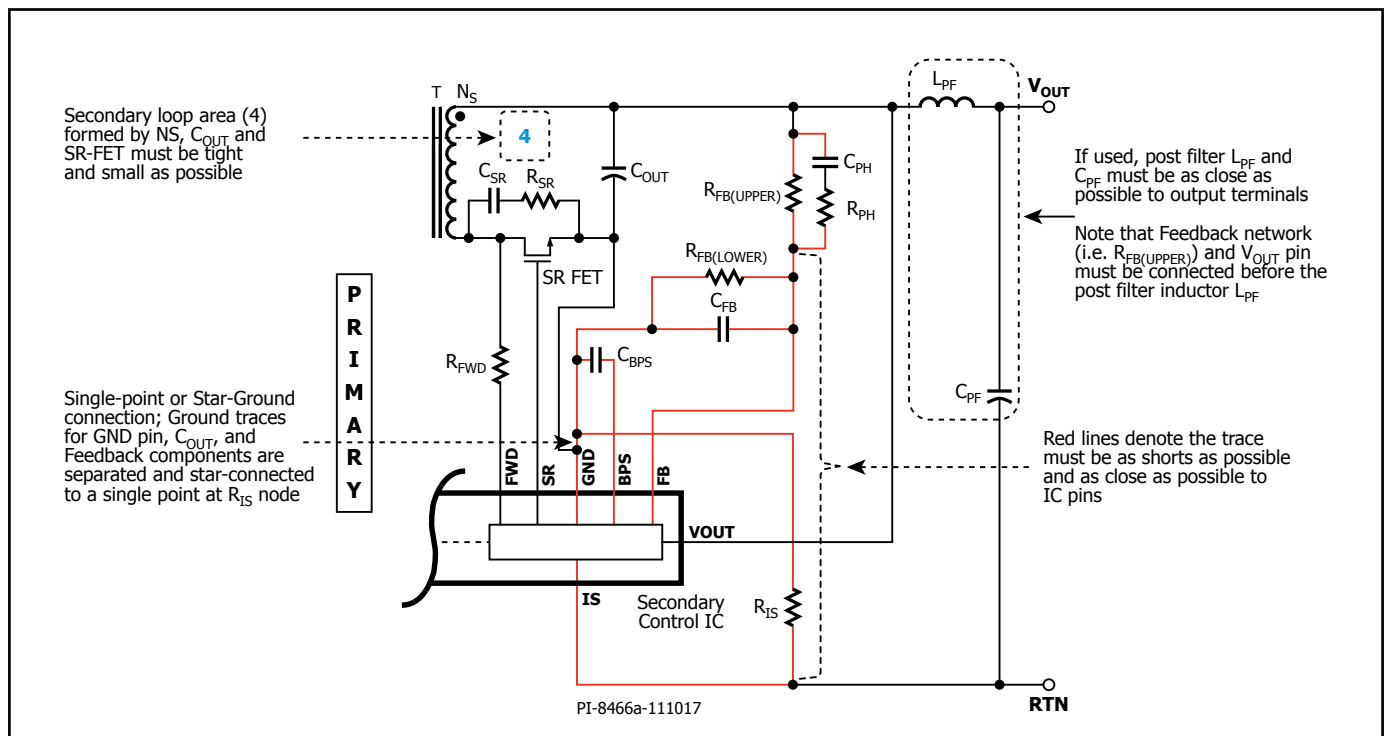 Secondary loop area (4)
formed by NS, COUT and
SR-FET must be tight
and small as possible
T
NS
4
CSR
RSR
SR FET
COUT
RFB(UPPER)
CPH
RPH
RFB(LOWER)
CFB
CBPS
RFWD
LPF
VOUT
If used, post filter LPF and
CPF must be as close as
possible to output terminals
Note that Feedback network
(i.e. RFB(UPPER)) and VOUT pin
must be connected before the
post filter inductor LPF
CPF
PRIMARY
Single-point or Star-Ground
connection; Ground traces
for GND pin, COUT, and
Feedback components are
separated and star-connected
to a single point at RIS node
Red lines denote the trace
must be as shorts as possible
and as close as possible to
IC pins
FWD
SR
GND
BPS
FB
VOUT
IS
Secondary
Control IC
RIS
RTN
PI-8466a-111017